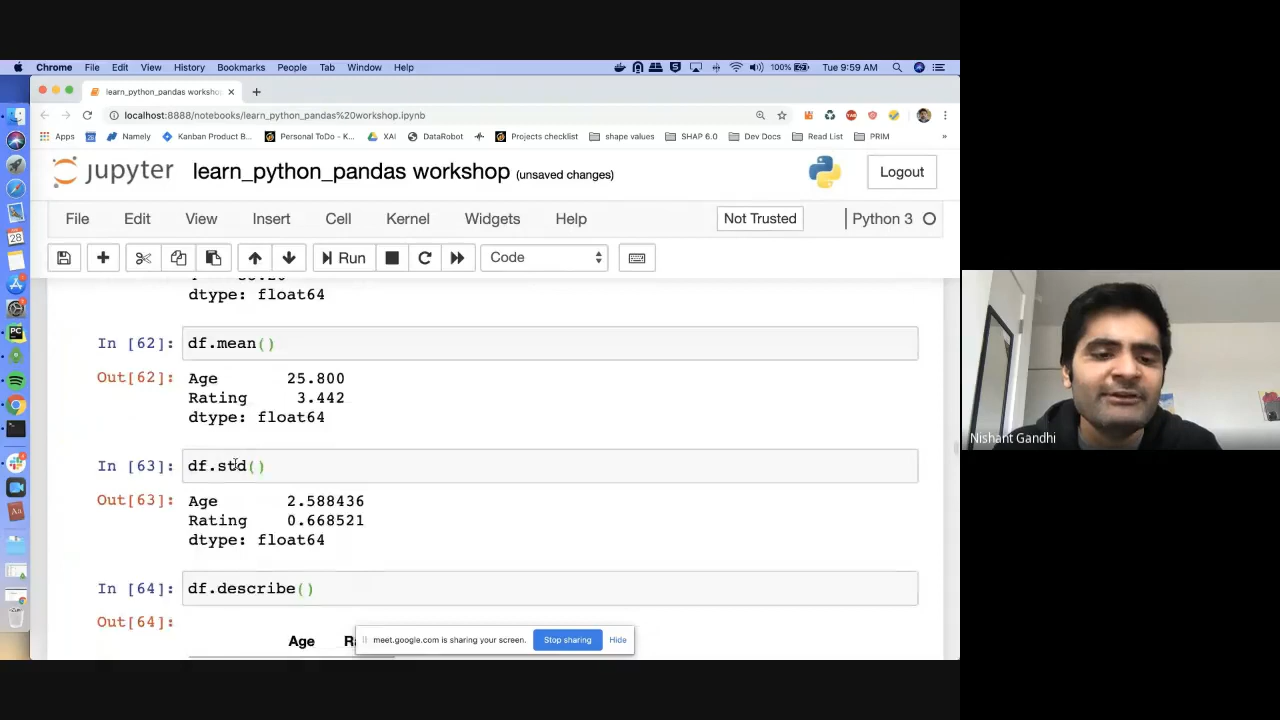 Chrome File Edit View History Bookmarks People Tab Window Help 100% Tue 9:59 AM
learn_python_pandas worksho
localhost:8888/notebooks/learn_python_pandas%20workshop.ipynb
Apps Namely Kanban Product B... Personal ToDo - K... XAI DataRobot Projects checklist shape values SHAP 6.0 Dev Docs Read List PRIM »
jupyter learn_python_pandas workshop (unsaved changes) Logout
File Edit View Insert Cell Kernel Widgets Help Not Trusted Python 3
Run Code
dtype: float64
In [62]: df.mean()
Out[62]: Age 25.800
Rating 3.442
dtype: float64
In [63]: df.std()
Out[63]: Age 2.588436
Rating 0.668521
dtype: float64
In [64]: df.describe()
Out[64]:
Age
meet.google.com is sharing your screen. Stop sharing Hide
Nishant Gandhi
28
PC
Aa